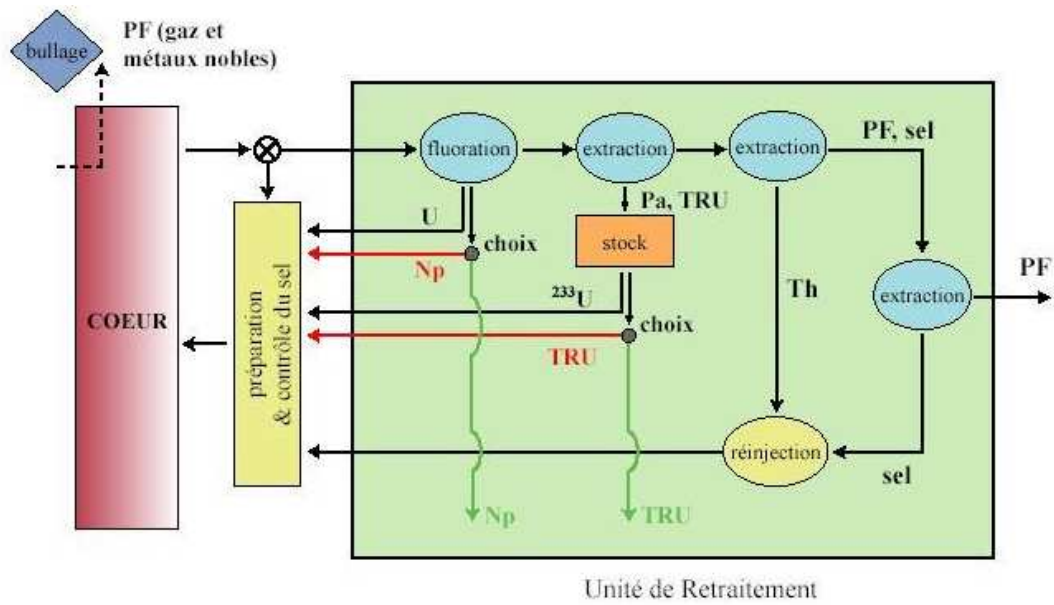 bullage
PF (gaz et
métaux nobles)
fluoration
extraction
extraction
PF, sel
U
Pa, TRU
choix
stock
Np
Th
extraction
PF
²³³U
choix
COEUR
préparation
& contrôle du sel
TRU
réinjection
sel
Np
TRU
Unité de Retraitement